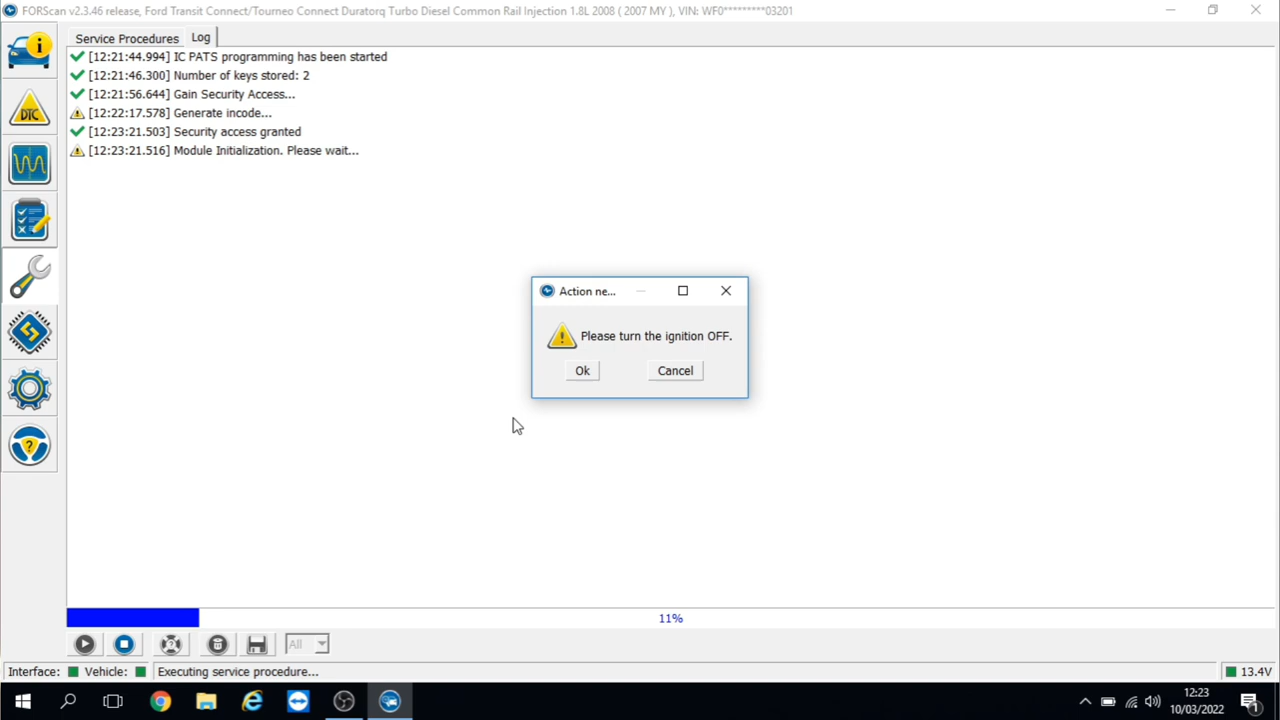 FORScan v2.3.46 release, Ford Transit Connect/Tourneo Connect Duratorq Turbo Diesel Common Rail Injection 1.8L 2008 ( 2007 MY ), VIN: WF0*********03201
Service Procedures
Log
[12:21:44.994] IC PATS programming has been started
[12:21:46.300] Number of keys stored: 2
[12:21:56.644] Gain Security Access...
[12:22:17.578] Generate incode...
[12:23:21.503] Security access granted
[12:23:21.516] Module Initialization. Please wait...
DTC
Action ne...
Please turn the ignition OFF.
Ok
Cancel
11%
All
Interface:
Vehicle:
Executing service procedure...
13.4V
12:23
10/03/2022
1